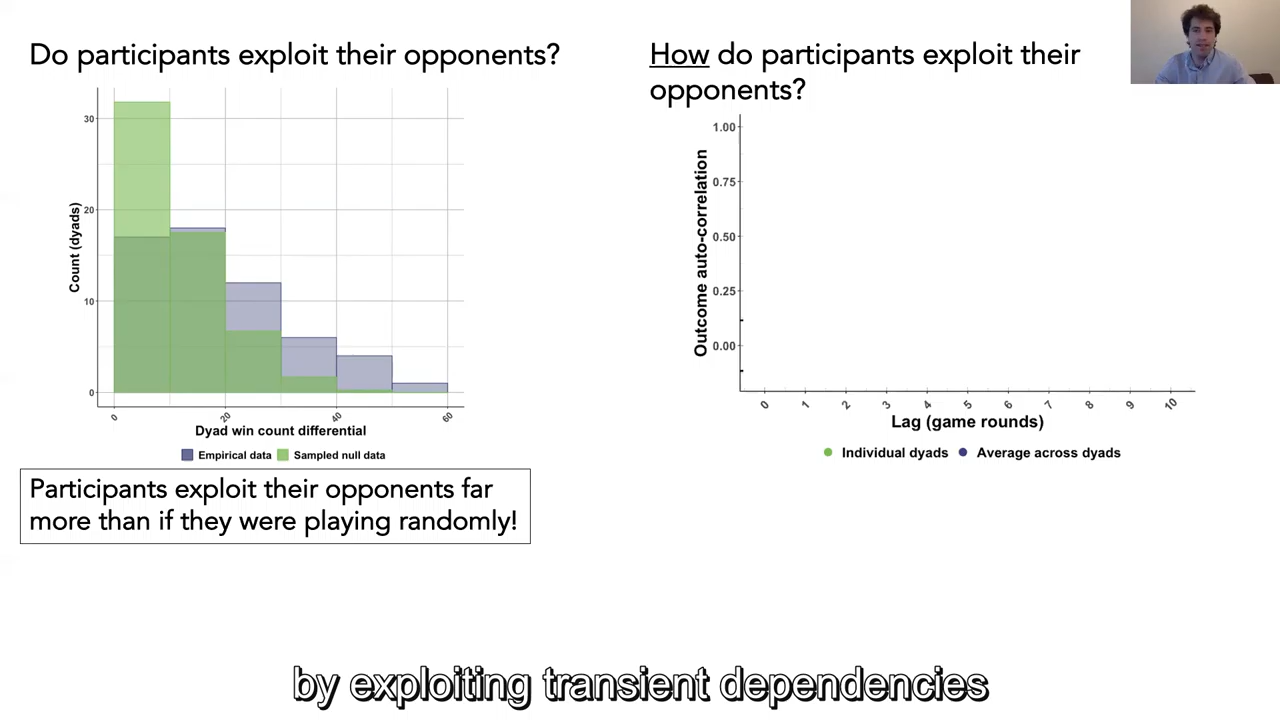 Do participants exploit their opponents?
30
20
10
0
Count (dyads)
0 20 40 60
Dyad win count differential
Empirical data Sampled null data
Participants exploit their opponents far
more than if they were playing randomly!
How do participants exploit their
opponents?
1.00
0.75
0.50
0.25
0.00
Outcome auto-correlation
0 1 2 3 4 5 6 7 8 9 10
Lag (game rounds)
Individual dyads Average across dyads
by exploiting transient dependencies